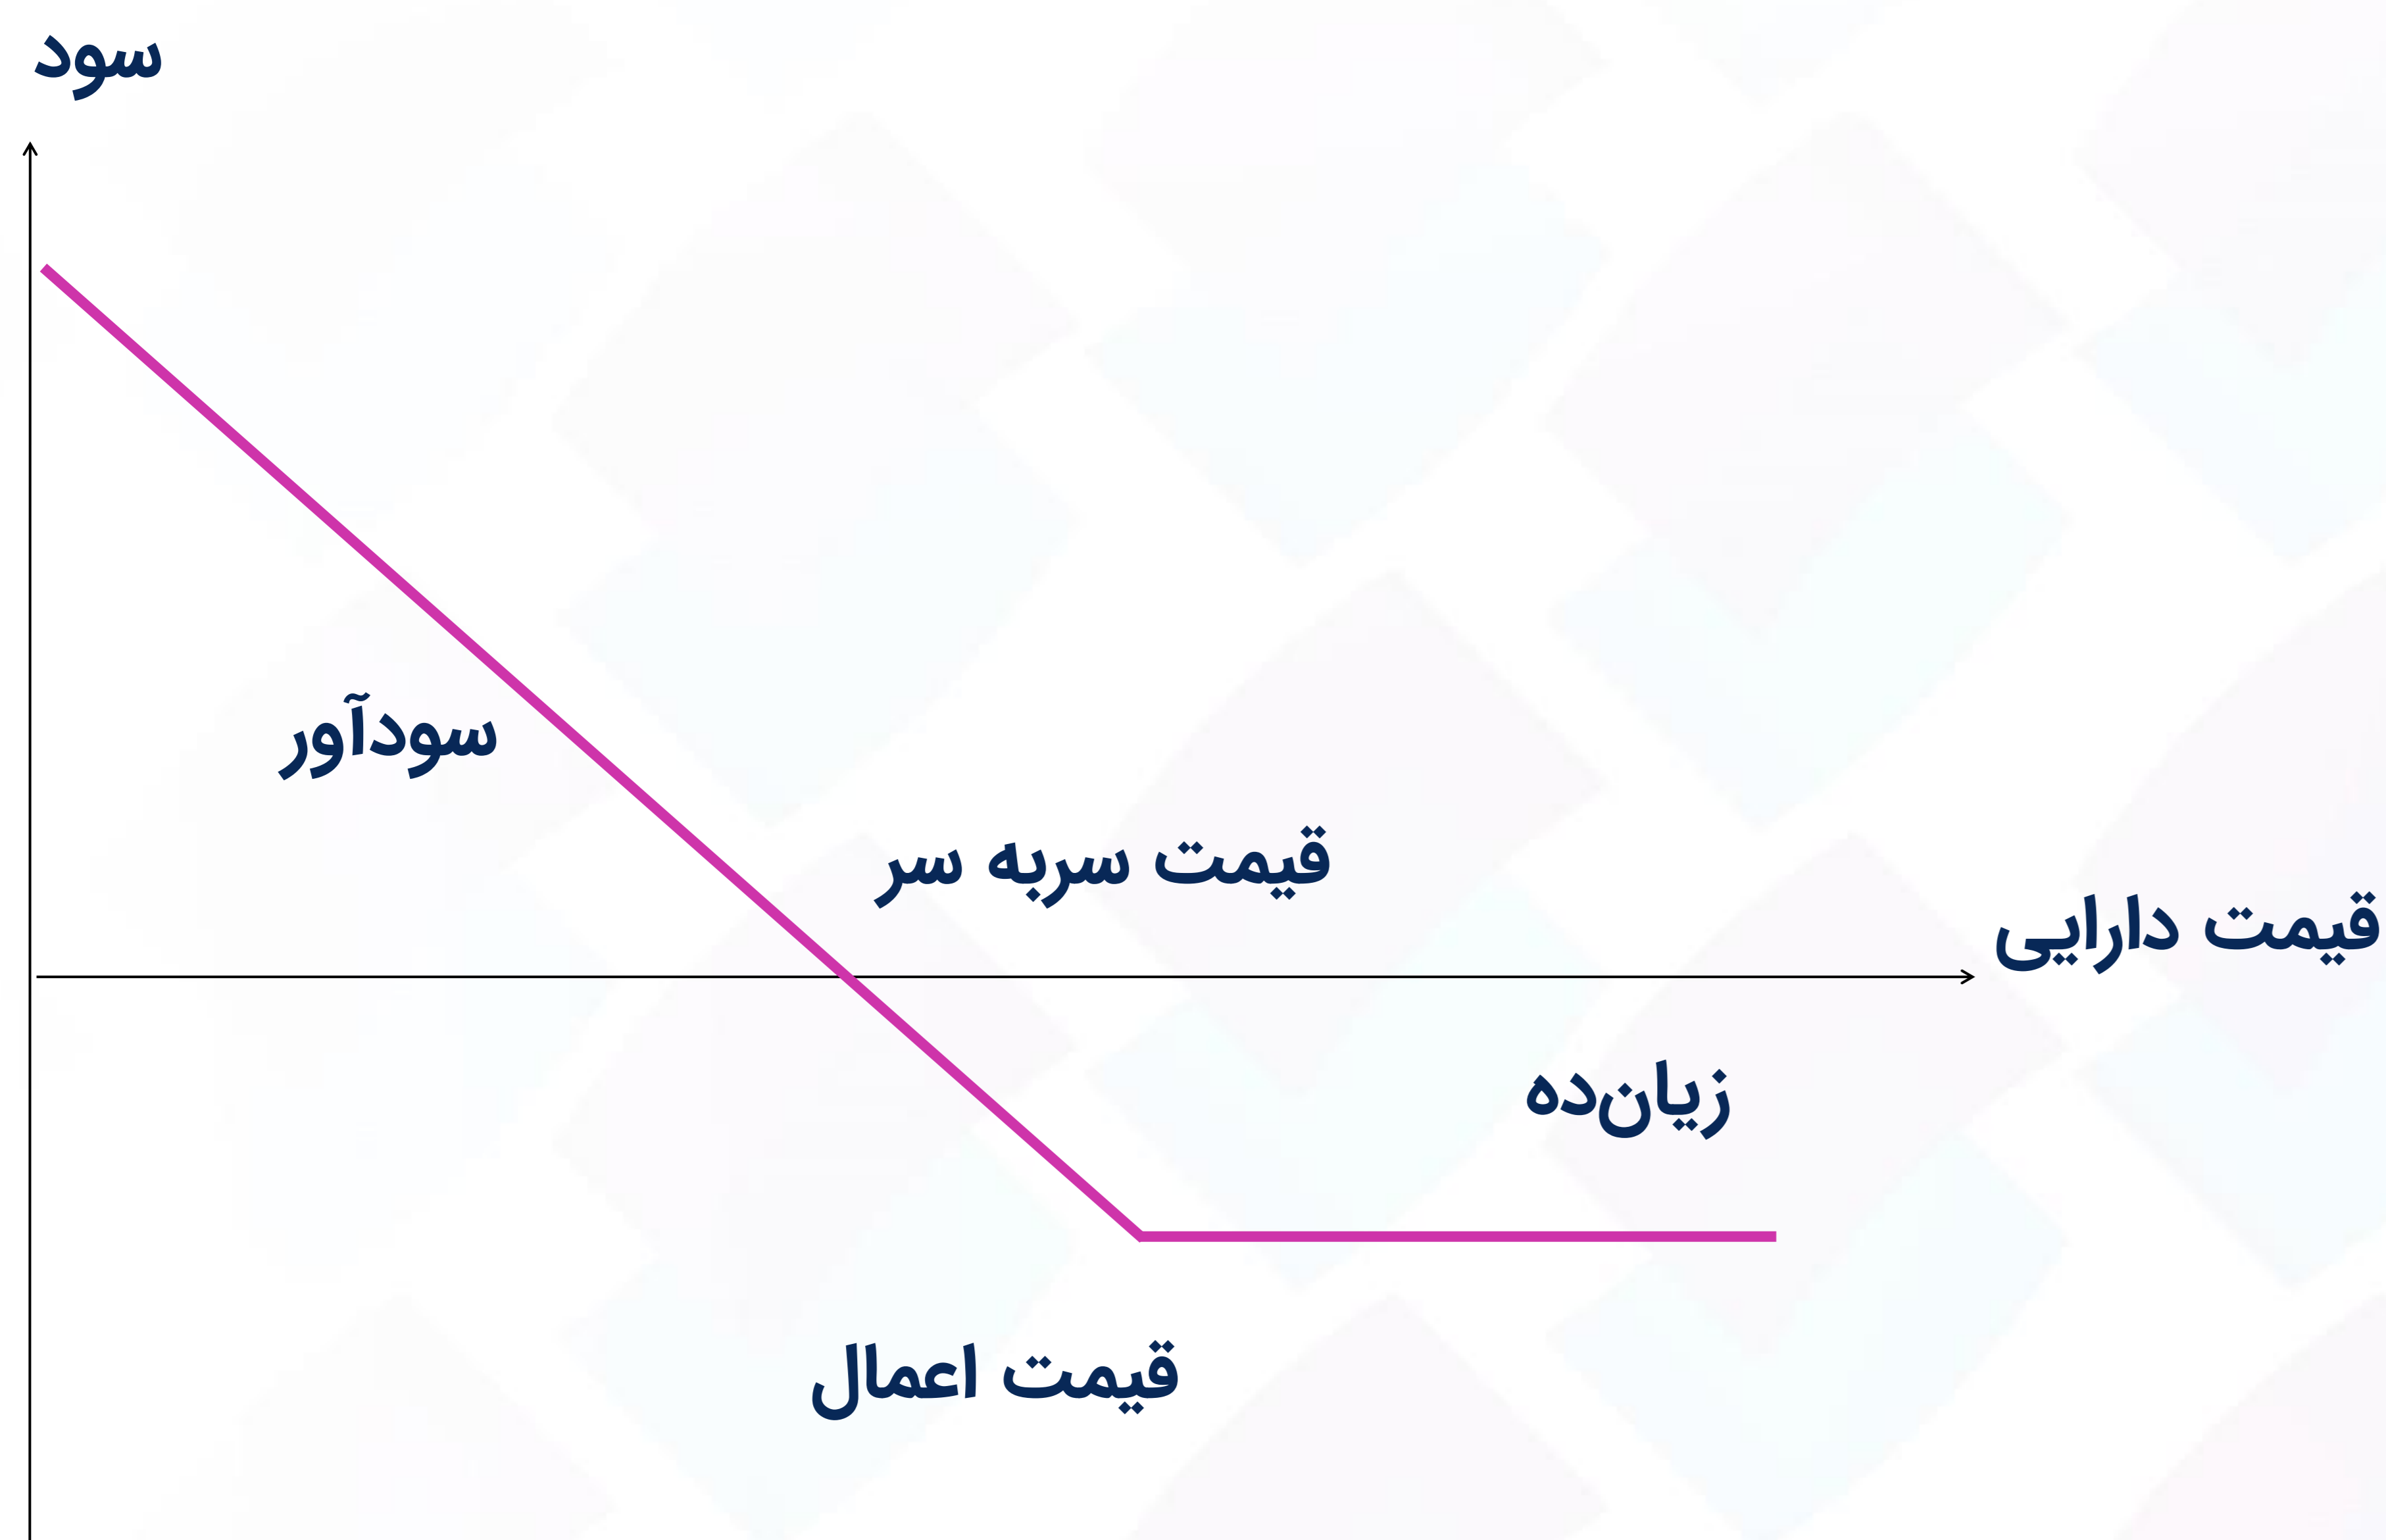 سود
سودآور
قیمت سربه سر
قیمت دارایی
زیان‌ده
قیمت اعمال